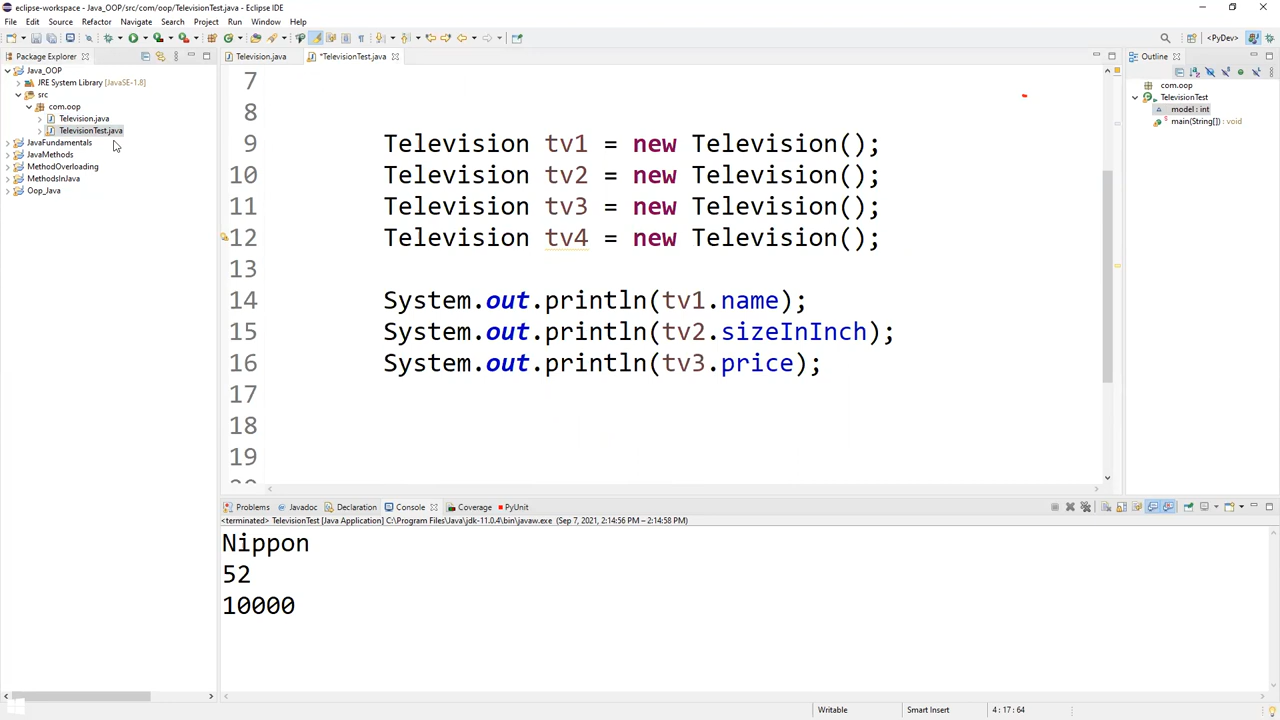 eclipse-workspace - Java_OOP/src/com/oop/TelevisionTest.java - Eclipse IDE
File Edit Source Refactor Navigate Search Project Run Window Help
<PyDev>
Package Explorer
Television.java
*TelevisionTest.java
Outline
Java_OOP
JRE System Library [JavaSE-1.8]
src
com.oop
Television.java
TelevisionTest.java
JavaFundamentals
JavaMethods
MethodOverloading
MethodsInJava
Oop_Java
7
8
9 Television tv1 = new Television();
10 Television tv2 = new Television();
11 Television tv3 = new Television();
12 Television tv4 = new Television();
13
14 System.out.println(tv1.name);
15 System.out.println(tv2.sizeInInch);
16 System.out.println(tv3.price);
17
18
19
com.oop
TelevisionTest
model : int
main(String[]) : void
Problems Javadoc Declaration Console Coverage PyUnit
<terminated> TelevisionTest [Java Application] C:\Program Files\Java\jdk-11.0.4\bin\javaw.exe (Sep 7, 2021, 2:14:56 PM – 2:14:58 PM)
Nippon
52
10000
Writable Smart Insert 4 : 17 : 64